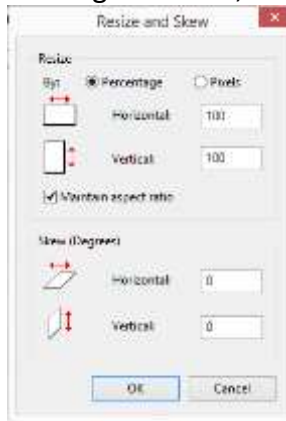 Resize and Skew
Resize
By: Percentage Pixels
Horizontal: 100
Vertical: 100
Maintain aspect ratio
Skew (Degrees)
Horizontal: 0
Vertical: 0
OK Cancel